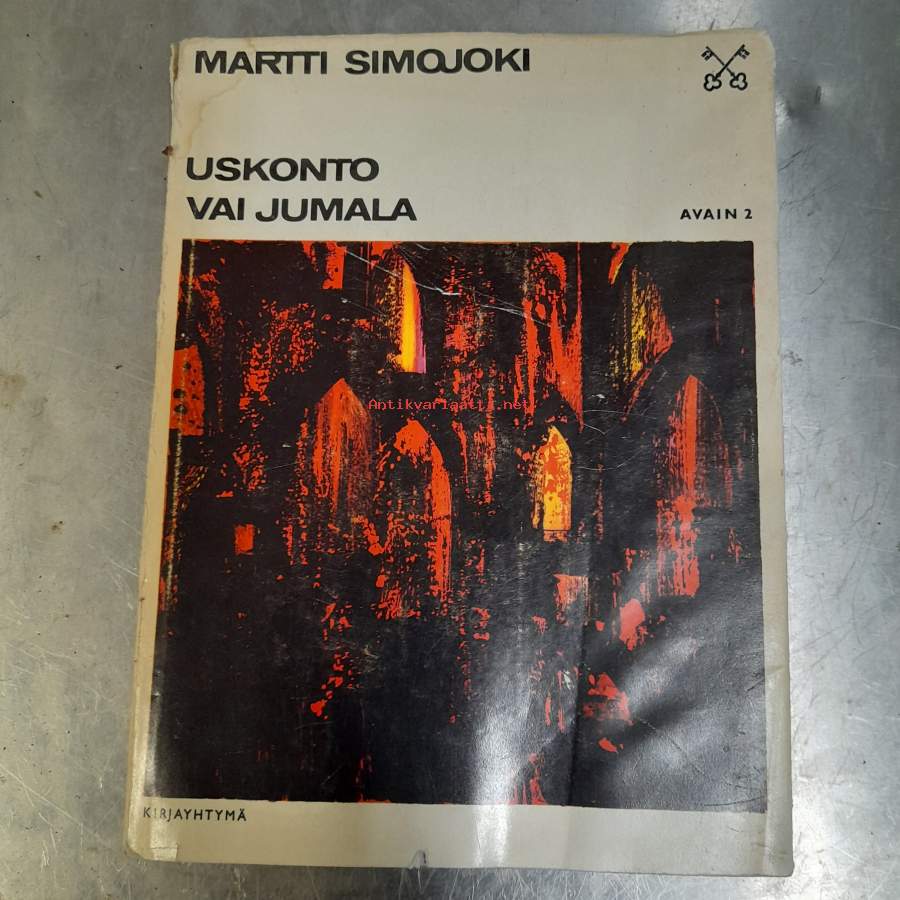 MARTTI SIMOJOKI
USKONTO
VAI JUMALA
AVAIN 2
Antikvariaatti.net
KIRJAYHTYMÄ